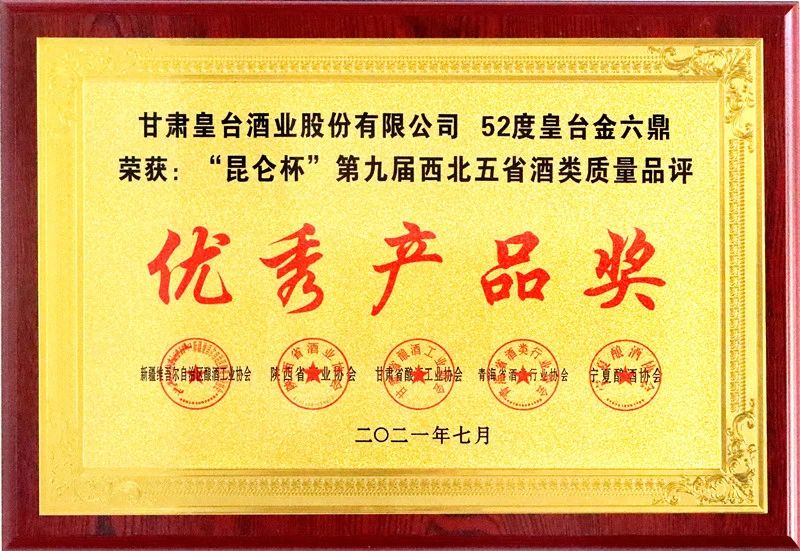 甘肃皇台酒业股份有限公司 52度皇台金六鼎
荣获：“昆仑杯”第九届西北五省酒类质量品评
优秀产品奖
新疆维吾尔自治区酿酒工业协会 陕西省酒业协会 甘肃省酿酒工业协会 青海省酒类行业协会 宁夏酿酒协会
二〇二一年七月